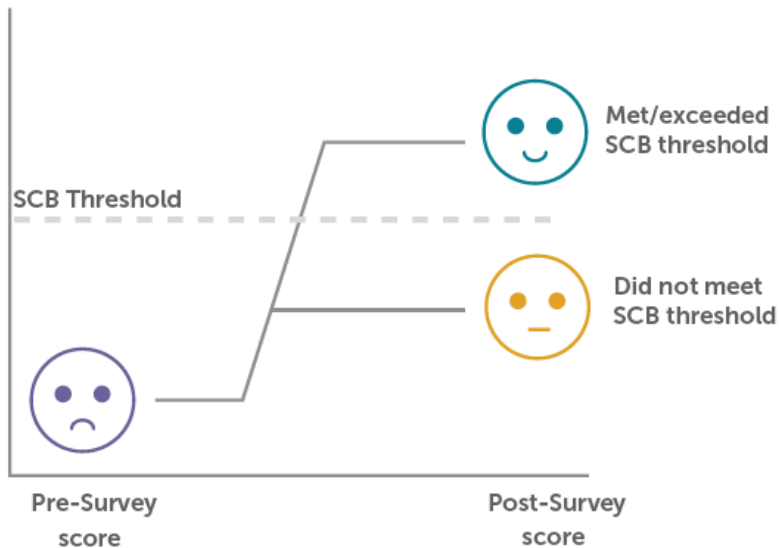 Met/exceeded
SCB threshold
SCB Threshold
Did not meet
SCB threshold
Pre-Survey
score
Post-Survey
score